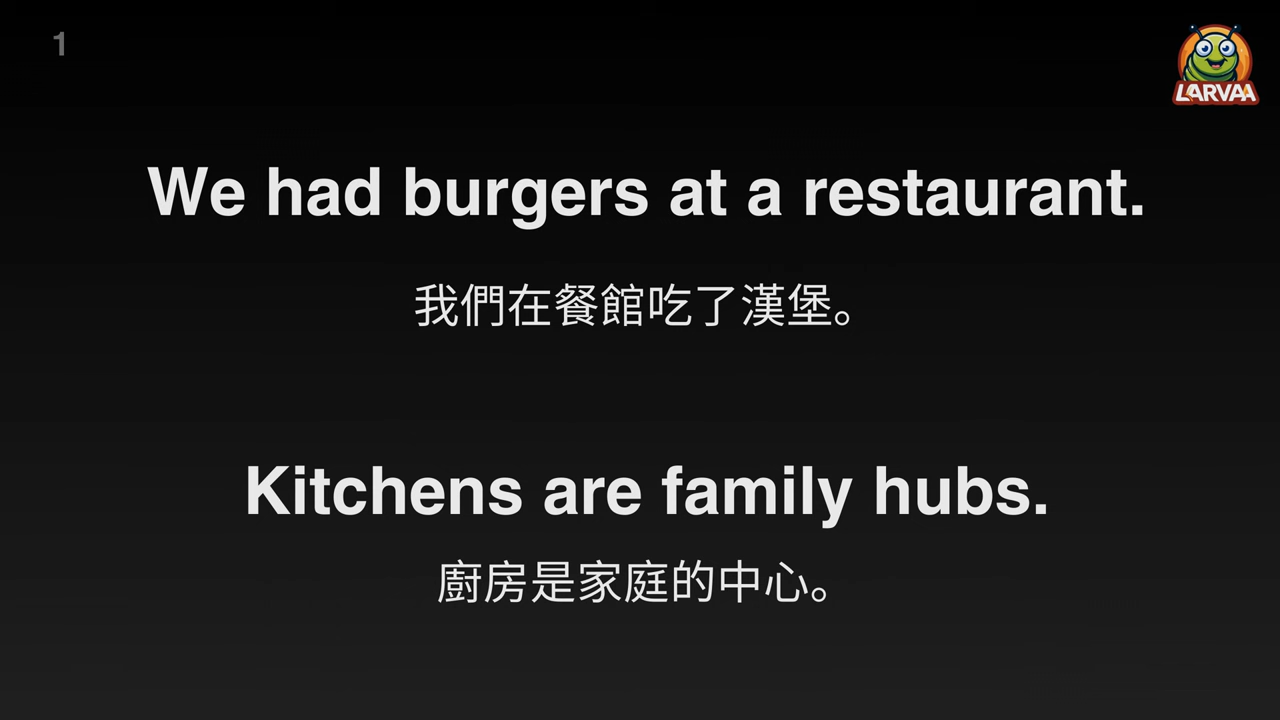 1
LARVAA
We had burgers at a restaurant.
我們在餐館吃了漢堡。
Kitchens are family hubs.
廚房是家庭的中心。